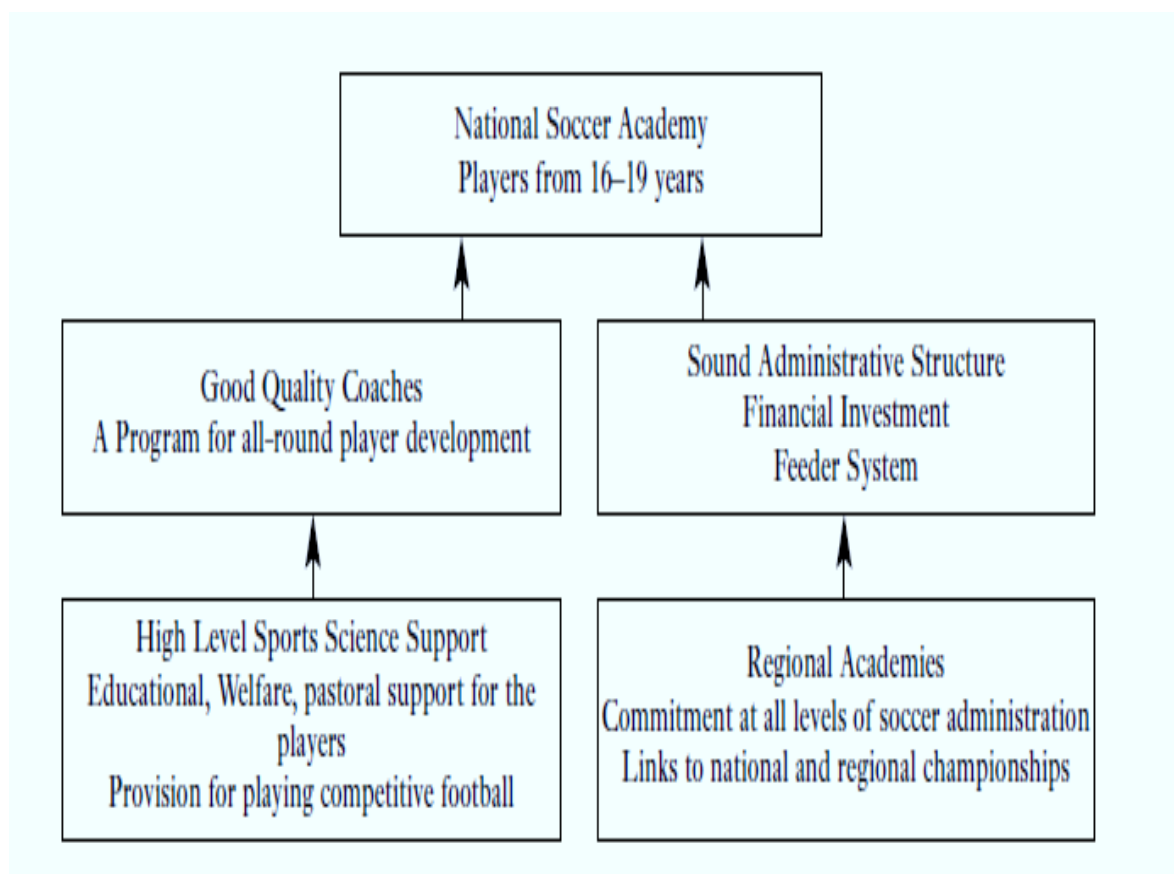 National Soccer Academy
Players from 16–19 years
Good Quality Coaches
A Program for all-round player development
Sound Administrative Structure
Financial Investment
Feeder System
High Level Sports Science Support
Educational, Welfare, pastoral support for the
players
Provision for playing competitive football
Regional Academies
Commitment at all levels of soccer administration
Links to national and regional championships